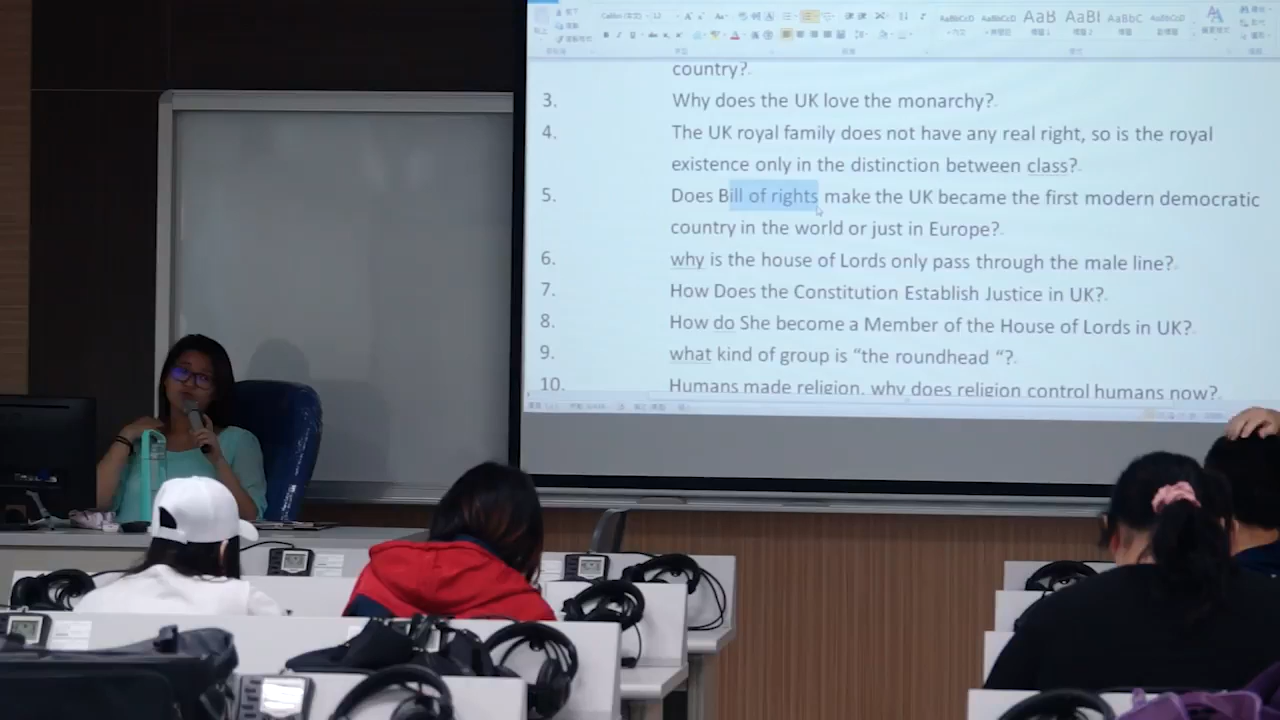 country?
3. Why does the UK love the monarchy?
4. The UK royal family does not have any real right, so is the royal
existence only in the distinction between class?
5. Does Bill of rights make the UK became the first modern democratic
country in the world or just in Europe?
6. why is the house of Lords only pass through the male line?
7. How Does the Constitution Establish Justice in UK?
8. How do She become a Member of the House of Lords in UK?
9. what kind of group is “the roundhead “?
10. Humans made religion, why does religion control humans now?